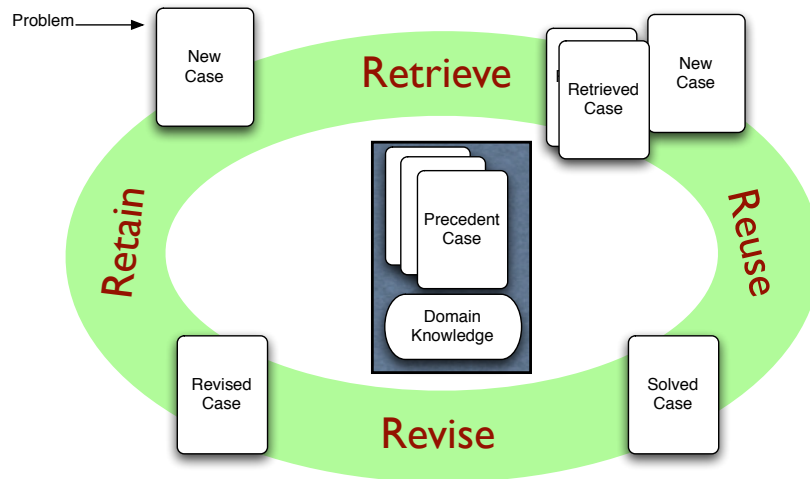 Problem
New
Case
Retrieve
Retrieved
Case
New
Case
Retain
Precedent
Case
Reuse
Domain
Knowledge
Revised
Case
Revise
Solved
Case